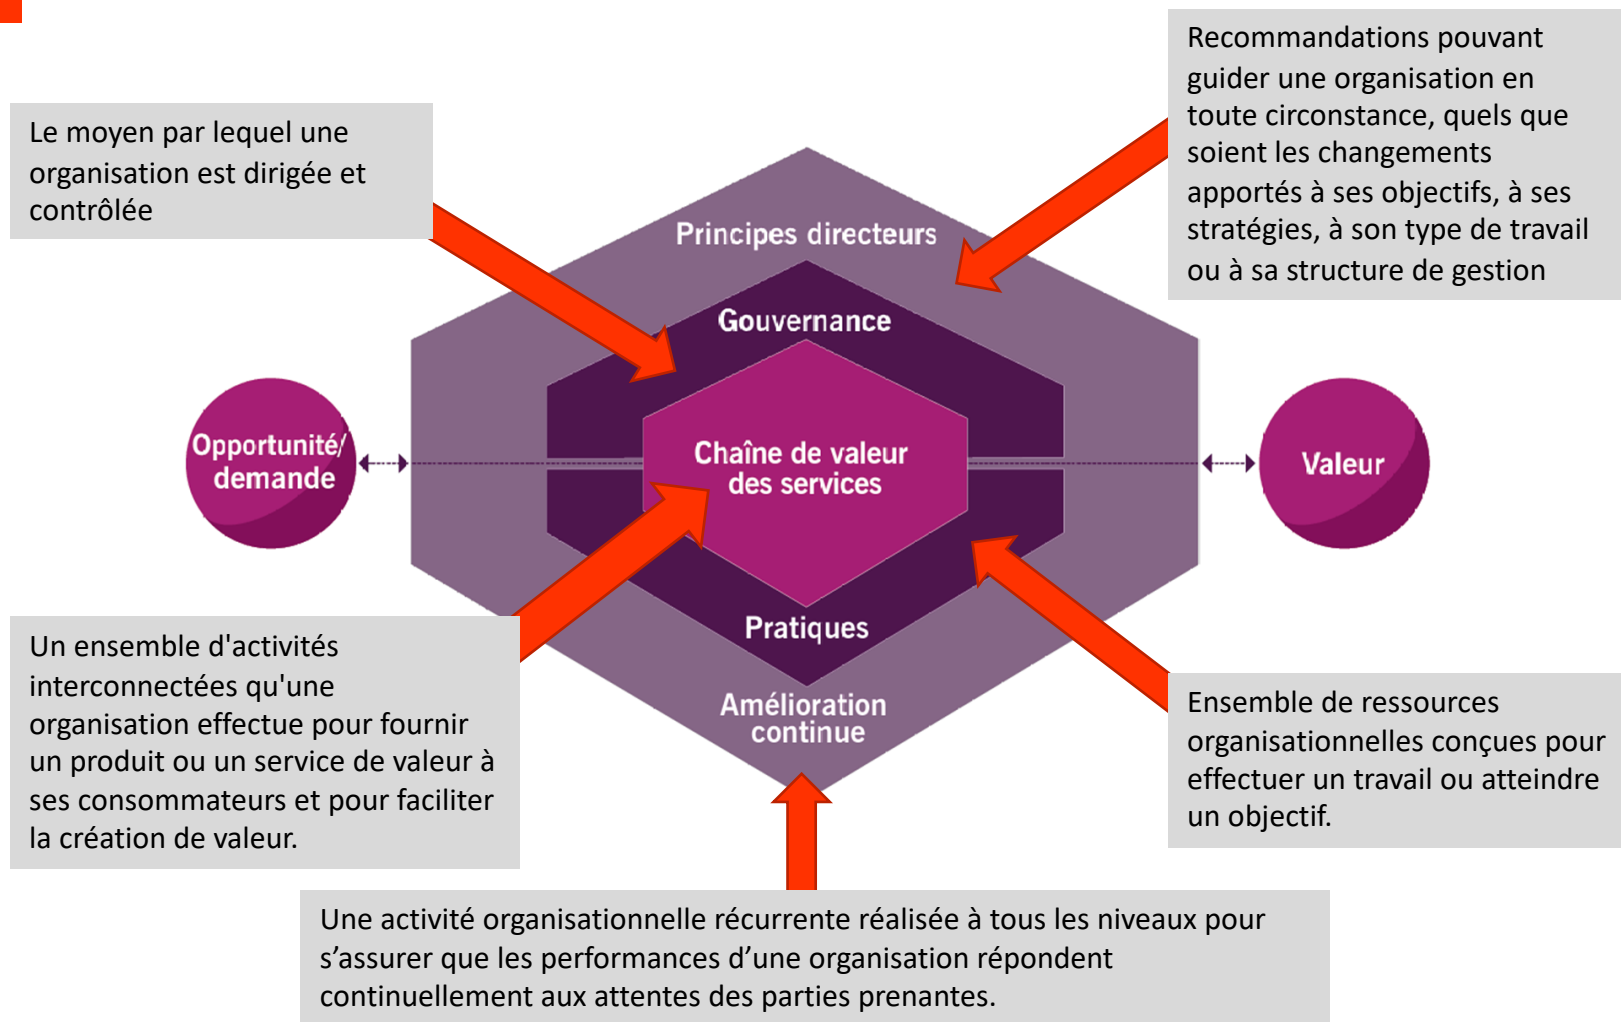 Recommandations pouvant
guider une organisation en
toute circonstance, quels que
soient les changements
apportés à ses objectifs, à ses
stratégies, à son type de travail
ou à sa structure de gestion
Le moyen par lequel une
organisation est dirigée et
contrôlée
Principes directeurs
Gouvernance
Opportunité/
demande
Chaîne de valeur
des services
Valeur
Pratiques
Amélioration
continue
Un ensemble d'activités
interconnectées qu'une
organisation effectue pour fournir
un produit ou un service de valeur à
ses consommateurs et pour faciliter
la création de valeur.
Ensemble de ressources
organisationnelles conçues pour
effectuer un travail ou atteindre
un objectif.
Une activité organisationnelle récurrente réalisée à tous les niveaux pour
s’assurer que les performances d’une organisation répondent
continuellement aux attentes des parties prenantes.